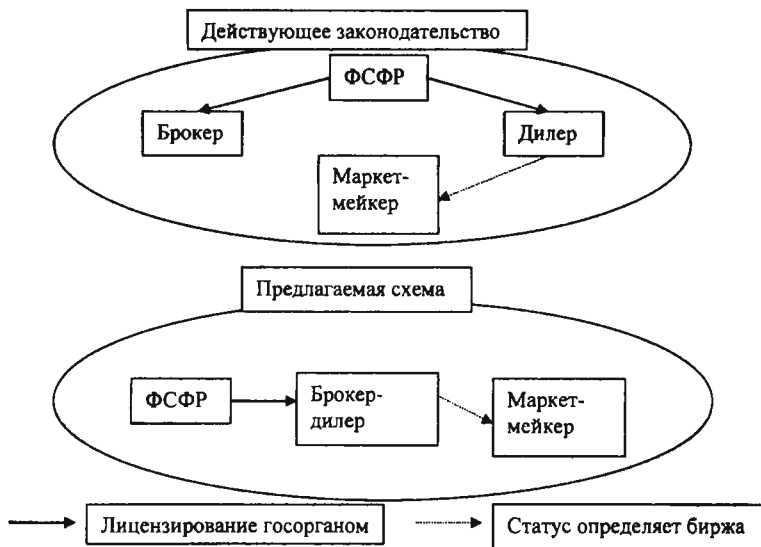 Действующее законодательство
ФСФР
Брокер
Дилер
Маркет-
мейкер
Предлагаемая схема
ФСФР
Брокер-
дилер
Маркет-
мейкер
Лицензирование госорганом
Статус определяет биржа